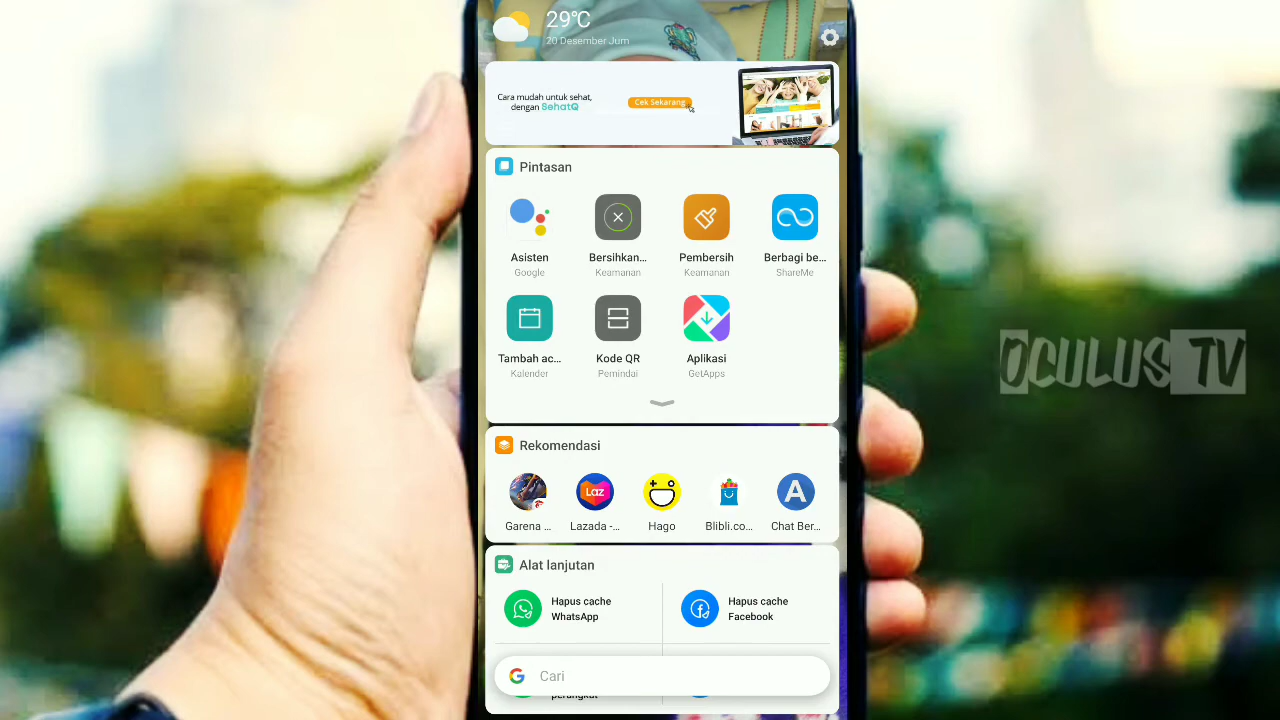 29°C
20 Desember Jum
Cara mudah untuk sehat,
dengan SehatQ
Cek Sekarang
Pintasan
Asisten
Google
Bersihkan...
Keamanan
Pembersih
Keamanan
Berbagi be...
ShareMe
Tambah ac...
Kalender
Kode QR
Pemindai
Aplikasi
GetApps
OCULUS TV
Rekomendasi
Laz
A
Garena ...
Lazada -...
Hago
Blibli.co...
Chat Ber...
Alat lanjutan
Hapus cache
WhatsApp
Hapus cache
Facebook
G Cari
perangkat